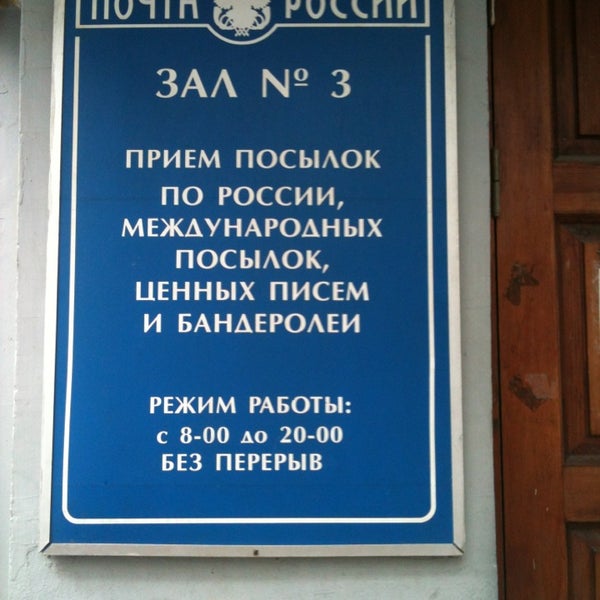 ПОЧТА РОССИИ
ЗАЛ № 3
ПРИЕМ ПОСЫЛОК
ПО РОССИИ,
МЕЖДУНАРОДНЫХ
ПОСЫЛОК,
ЦЕННЫХ ПИСЕМ
И БАНДЕРОЛЕИ
РЕЖИМ РАБОТЫ:
с 8-00 до 20-00
БЕЗ ПЕРЕРЫВ